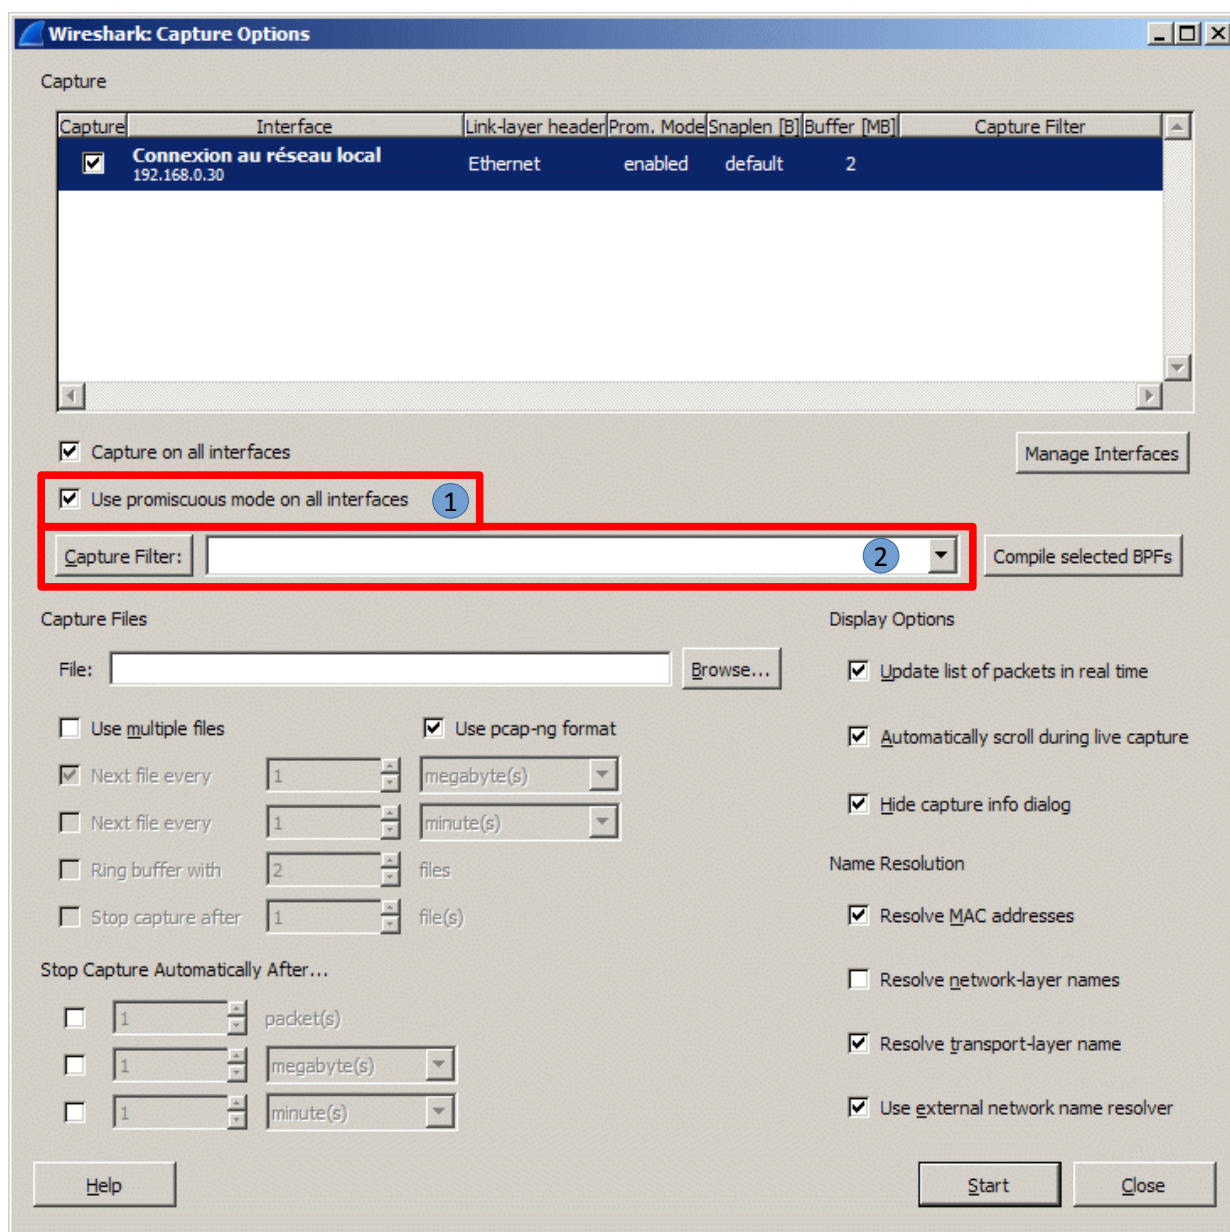 Wireshark: Capture Options
Capture
Capture Interface Link-layer header Prom. Mode Snaplen [B] Buffer [MB] Capture Filter
Connexion au réseau local
192.168.0.30
Ethernet enabled default 2
Capture on all interfaces
Manage Interfaces
Use promiscuous mode on all interfaces 1
Capture Filter: 2 Compile selected BPFs
Capture Files
File: Browse...
Use multiple files Use pcap-ng format
Next file every 1 megabyte(s)
Next file every 1 minute(s)
Ring buffer with 2 files
Stop capture after 1 file(s)
Stop Capture Automatically After...
1 packet(s)
1 megabyte(s)
1 minute(s)
Display Options
Update list of packets in real time
Automatically scroll during live capture
Hide capture info dialog
Name Resolution
Resolve MAC addresses
Resolve network-layer names
Resolve transport-layer name
Use external network name resolver
Help Start Close